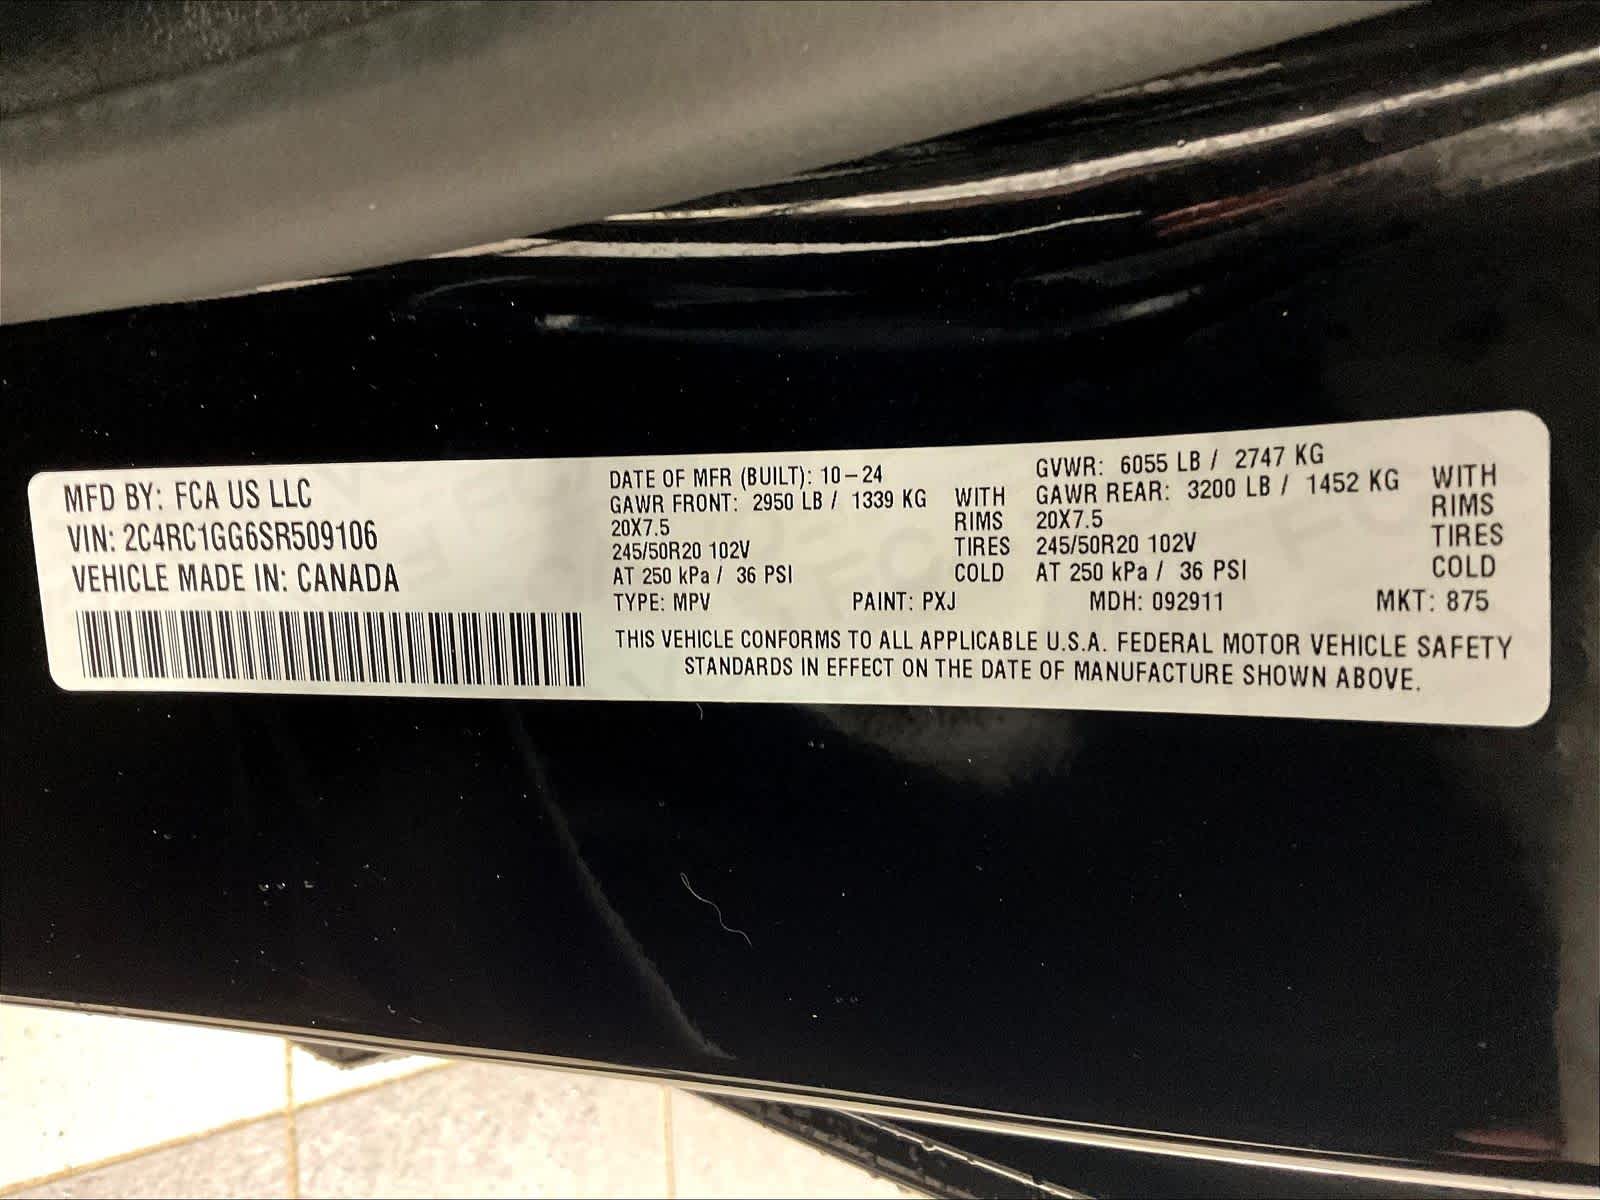 MFD BY: FCA US LLC
VIN: 2C4RC1GG6SR509106
VEHICLE MADE IN: CANADA
DATE OF MFR (BUILT): 10-24
GAWR FRONT: 2950 LB / 1339 KG WITH
20X7.5 RIMS
245/50R20 102V TIRES
AT 250 kPa / 36 PSI COLD
GVWR: 6055 LB / 2747 KG
GAWR REAR: 3200 LB / 1452 KG WITH
20X7.5 RIMS
245/50R20 102V TIRES
AT 250 kPa / 36 PSI COLD
TYPE: MPV PAINT: PXJ MDH: 092911 MKT: 875
THIS VEHICLE CONFORMS TO ALL APPLICABLE U.S.A. FEDERAL MOTOR VEHICLE SAFETY
STANDARDS IN EFFECT ON THE DATE OF MANUFACTURE SHOWN ABOVE.